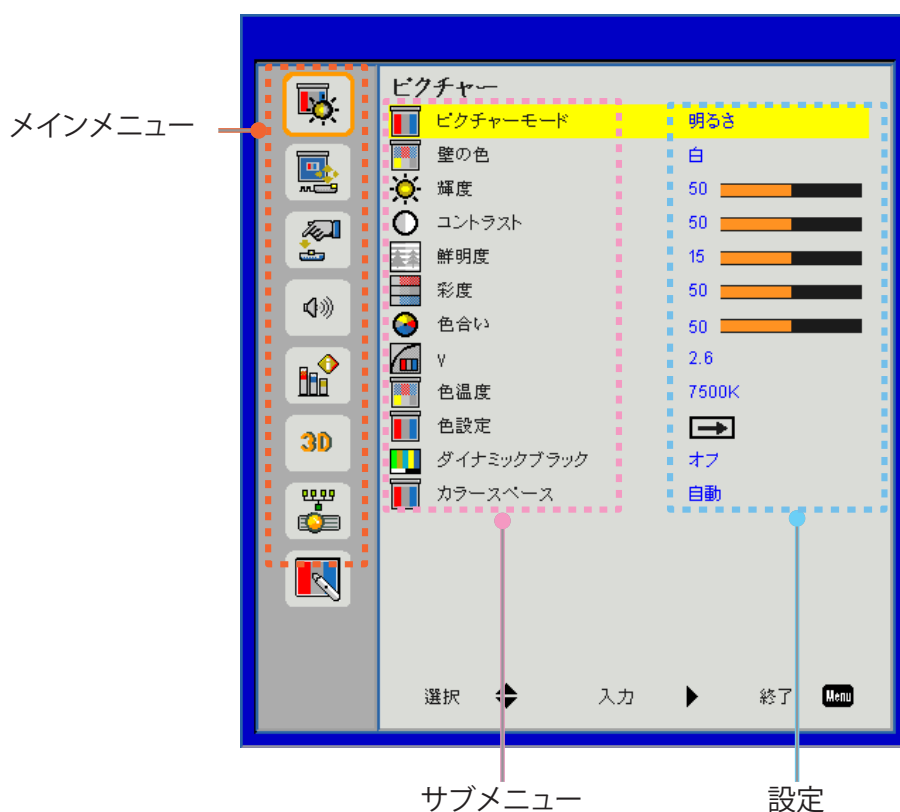 ピクチャー
メインメニュー
ピクチャーモード 明るさ
壁の色 白
輝度 50
コントラスト 50
鮮明度 15
彩度 50
色合い 50
γ 2.6
色温度 7500K
色設定
3D
ダイナミックブラック オフ
カラースペース 自動
選択 入力 終了 Menu
サブメニュー 設定